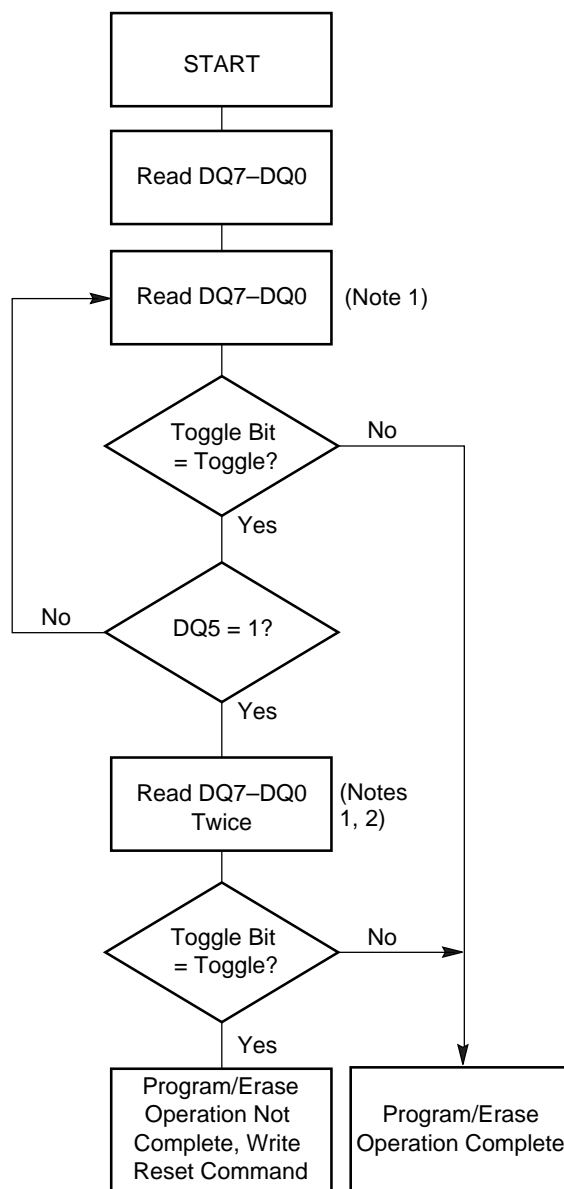 START
Read DQ7–DQ0
Read DQ7–DQ0
(Note 1)
Toggle Bit
= Toggle?
No
Yes
No
DQ5 = 1?
Yes
Read DQ7–DQ0
Twice
(Notes
1, 2)
Toggle Bit
= Toggle?
No
Yes
Program/Erase
Operation Not
Complete, Write
Reset Command
Program/Erase
Operation Complete